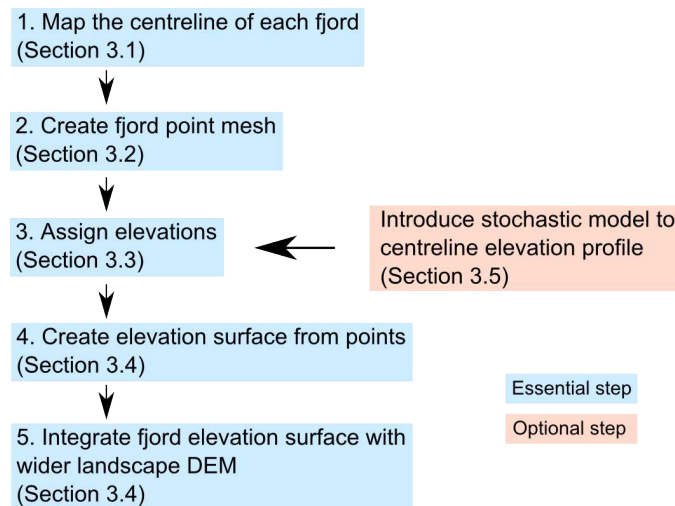 1. Map the centreline of each fjord
(Section 3.1)
2. Create fjord point mesh
(Section 3.2)
3. Assign elevations
(Section 3.3)
Introduce stochastic model to
centreline elevation profile
(Section 3.5)
4. Create elevation surface from points
(Section 3.4)
5. Integrate fjord elevation surface with
wider landscape DEM
(Section 3.4)
Essential step
Optional step